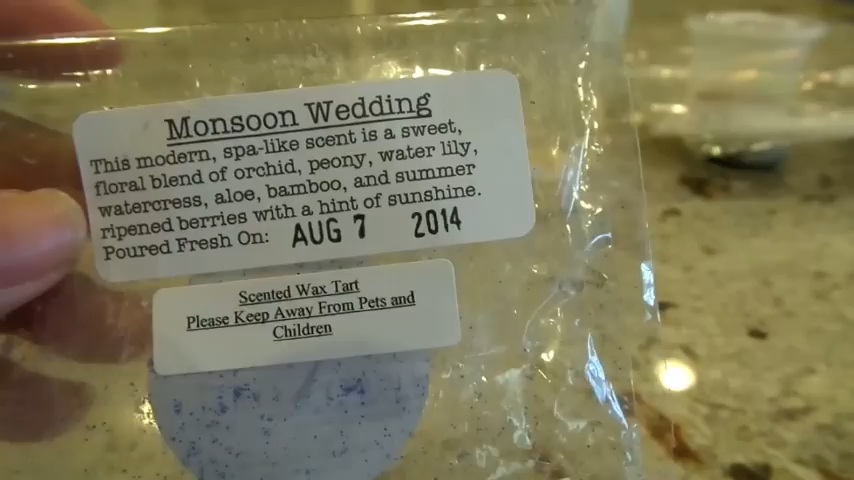 Monsoon Wedding
This modern, spa-like scent is a sweet,
floral blend of orchid, peony, water lily,
watercress, aloe, bamboo, and summer
ripened berries with a hint of sunshine.
Poured Fresh On: AUG 7 2014
Scented Wax Tart
Please Keep Away From Pets and
Children